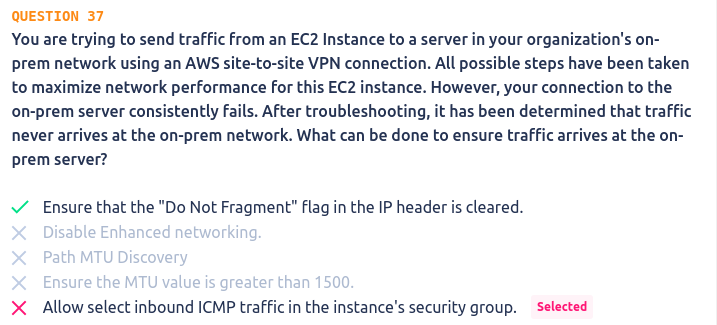 QUESTION 37
You are trying to send traffic from an EC2 Instance to a server in your organization's on-
prem network using an AWS site-to-site VPN connection. All possible steps have been taken
to maximize network performance for this EC2 instance. However, your connection to the
on-prem server consistently fails. After troubleshooting, it has been determined that traffic
never arrives at the on-prem network. What can be done to ensure traffic arrives at the on-
prem server?
Ensure that the "Do Not Fragment" flag in the IP header is cleared.
Disable Enhanced networking.
Path MTU Discovery
Ensure the MTU value is greater than 1500.
Allow select inbound ICMP traffic in the instance's security group. Selected